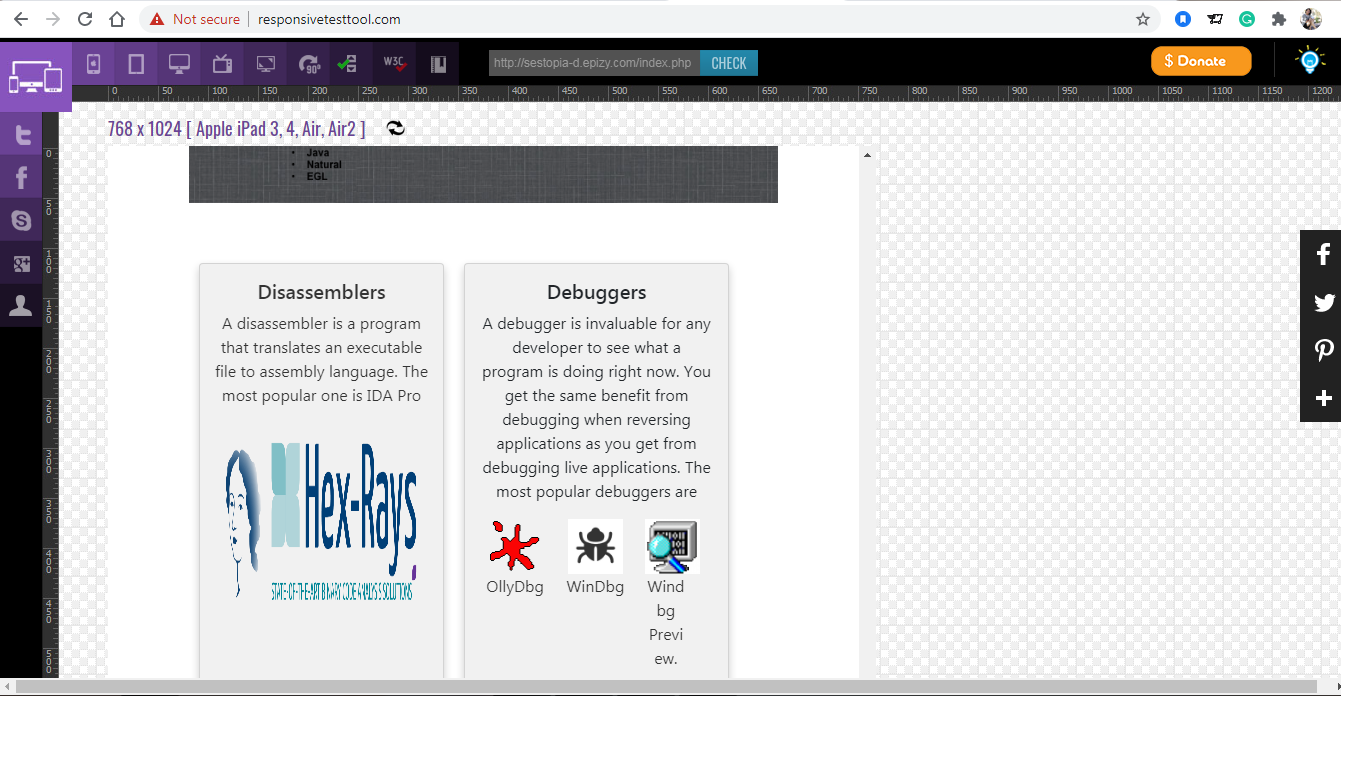 Not secure
responsivetesttool.com
W3C
90°
http://sestopia-d.epizy.com/index.php
CHECK
$ Donate
0 50 100 150 200 250 300 350 400 450 500 550 600 650 700 750 800 850 900 950 1000 1050 1100 1150 1200
768 x 1024 [ Apple iPad 3, 4, Air, Air2 ]
0
50
100
150
200
250
300
350
400
450
500
• Java
• Natural
• EGL
Disassemblers
A disassembler is a program
that translates an executable
file to assembly language. The
most popular one is IDA Pro
Hex-Rays
STATE-OF-THE-ART BINARY CODE ANALYSIS SOLUTIONS
Debuggers
A debugger is invaluable for any
developer to see what a
program is doing right now. You
get the same benefit from
debugging when reversing
applications as you get from
debugging live applications. The
most popular debuggers are
OllyDbg
WinDbg
Wind
bg
Previ
ew.